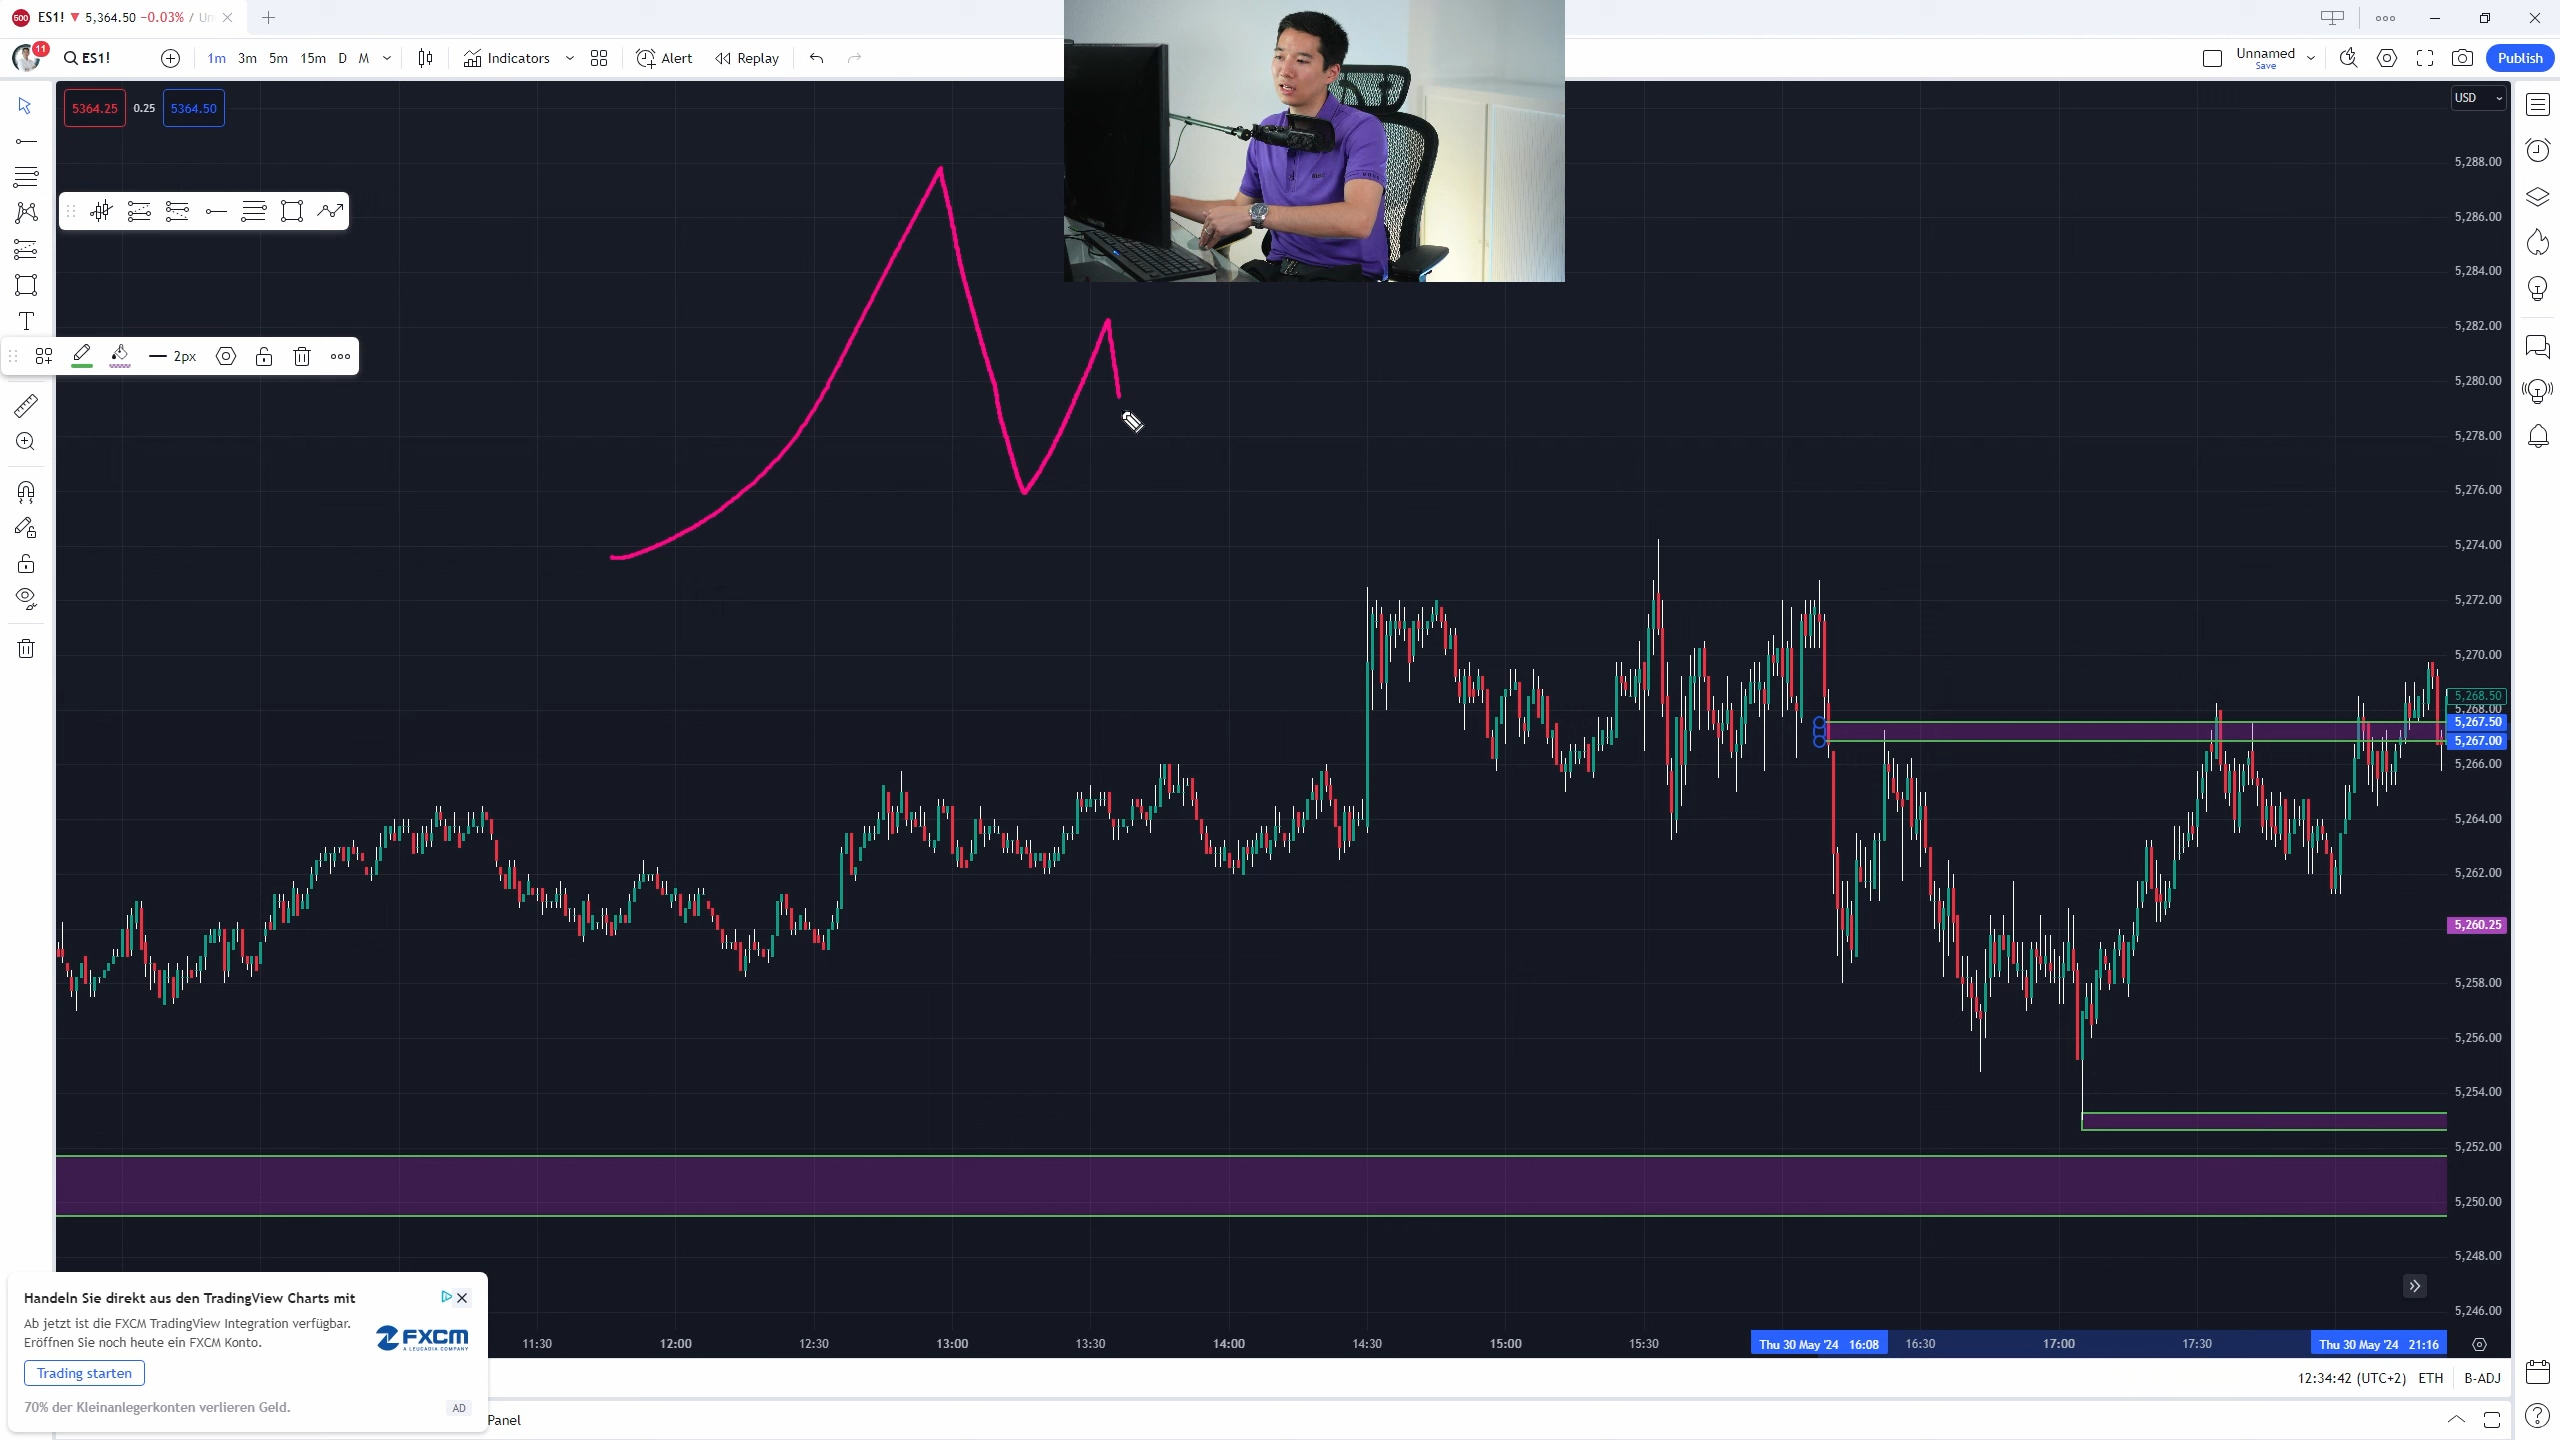 500 ES1! ▼ 5,364.50 −0.03% / Un
11 ES1! 1m 3m 5m 15m D M Indicators Alert Replay Unnamed Save Publish
5364.25 0.25 5364.50
USD
5,288.00
5,286.00
5,284.00
5,282.00
2px
5,280.00
5,278.00
5,276.00
5,274.00
5,272.00
5,270.00
5,268.50
5,268.00
5,267.50
5,267.00
5,266.00
5,264.00
5,262.00
5,260.25
5,258.00
5,256.00
5,254.00
5,252.00
5,250.00
5,248.00
5,246.00
Handeln Sie direkt aus den TradingView Charts mit
Ab jetzt ist die FXCM TradingView Integration verfügbar.
Eröffnen Sie noch heute ein FXCM Konto.
FXCM
A LEUCADIA COMPANY
Trading starten
70% der Kleinanlegerkonten verlieren Geld.
AD
11:30 12:00 12:30 13:00 13:30 14:00 14:30 15:00 15:30 Thu 30 May '24 16:08 16:30 17:00 17:30 Thu 30 May '24 21:16
12:34:42 (UTC+2) ETH B-ADJ
Panel